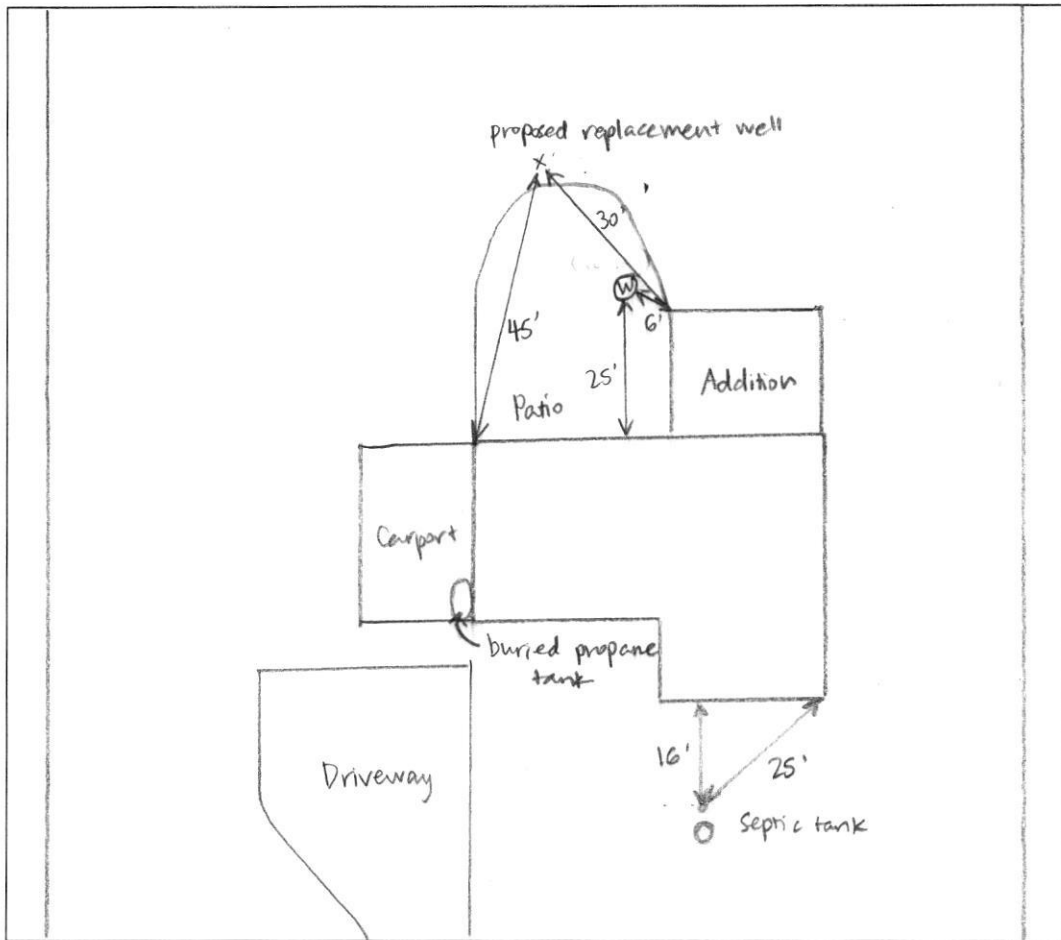 proposed replacement well
X
30'
W
6'
45'
25'
Addition
Patio
Carport
buried propane
tank
16'
25'
Driveway
Septic tank